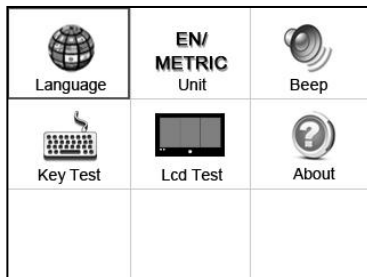 EN/
METRIC
Language
Unit
Beep
?
Key Test
Lcd Test
About